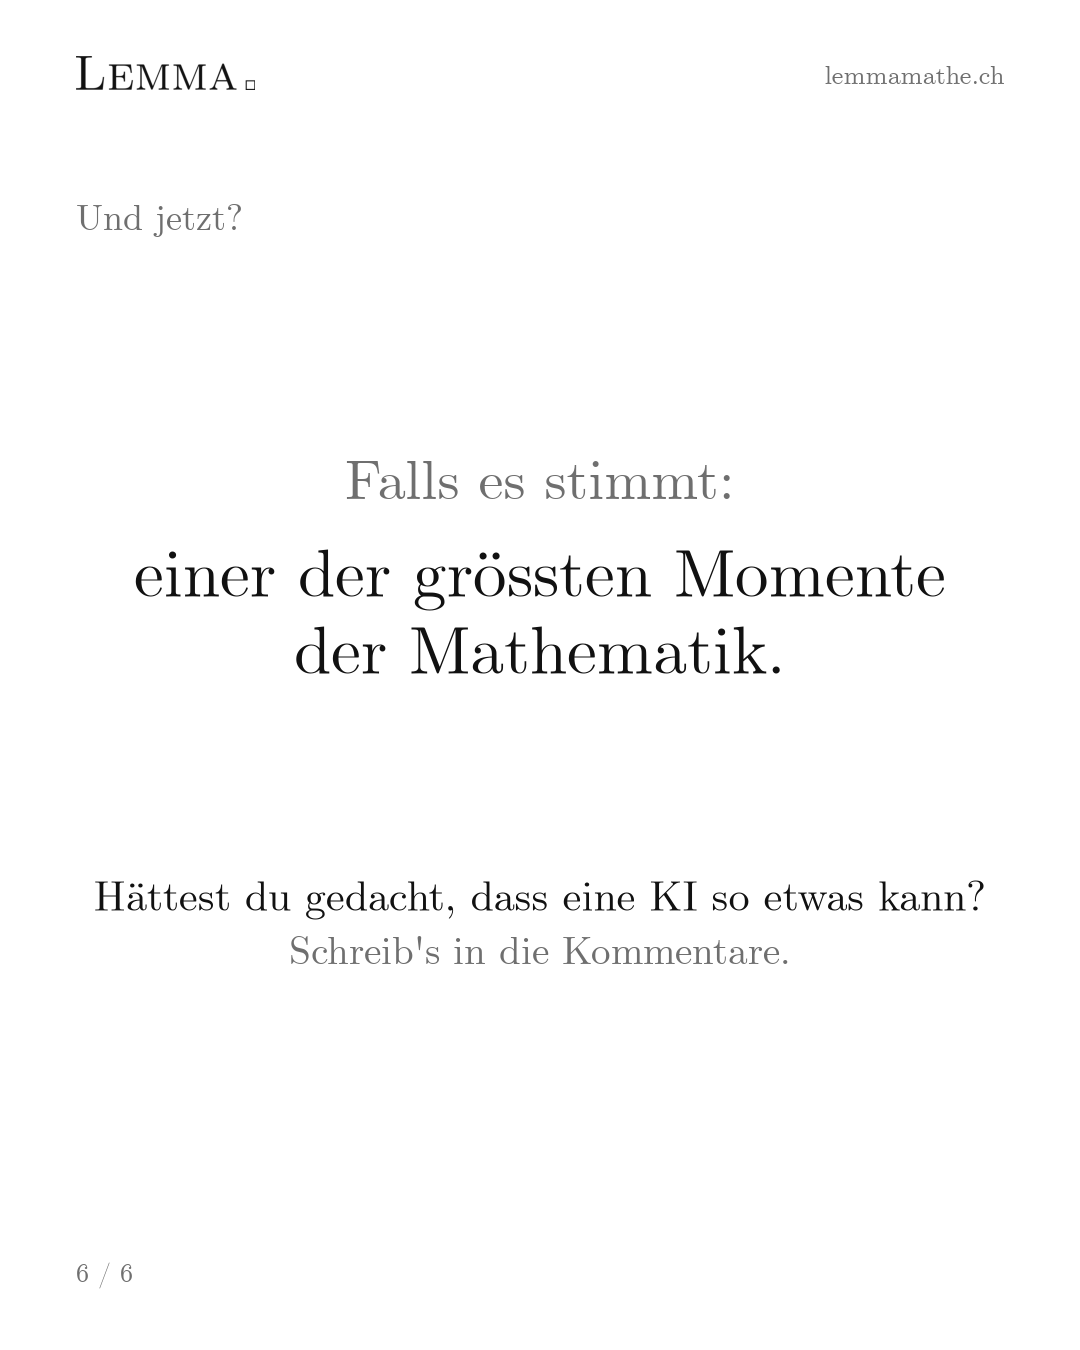 LEMMA□
lemmamathe.ch
Und jetzt?
Falls es stimmt:
einer der grössten Momente
der Mathematik.
Hättest du gedacht, dass eine KI so etwas kann?
Schreib's in die Kommentare.
6 / 6